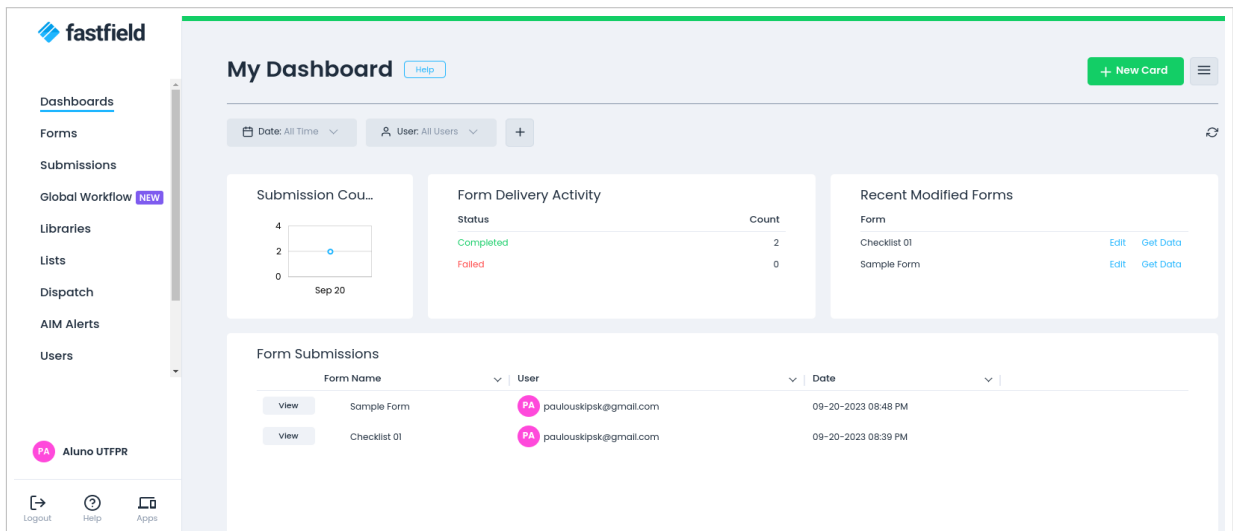 fastfield
Dashboards
Forms
Submissions
Global Workflow NEW
Libraries
Lists
Dispatch
AIM Alerts
Users
PA Aluno UTFPR
Logout Help Apps
My Dashboard Help
+ New Card
Date: All Time User: All Users +
Submission Cou...
4
2
0
Sep 20
Form Delivery Activity
Status Count
Completed 2
Failed 0
Recent Modified Forms
Form
Checklist 01 Edit Get Data
Sample Form Edit Get Data
Form Submissions
Form Name User Date
View Sample Form PA paulouskipsk@gmail.com 09-20-2023 08:48 PM
View Checklist 01 PA paulouskipsk@gmail.com 09-20-2023 08:39 PM